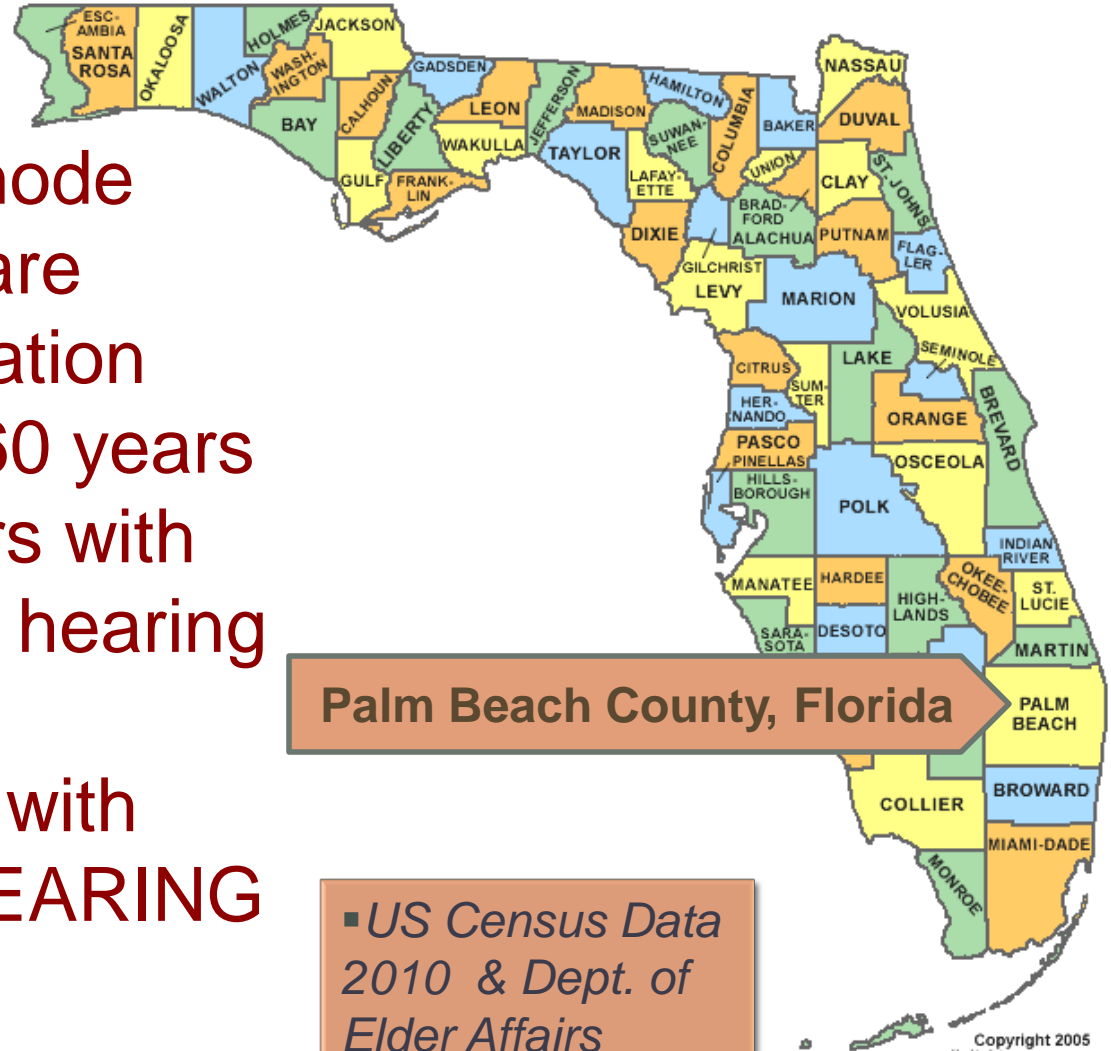 node
are
ation
60 years
rs with
hearing
with
EARING
Palm Beach County, Florida
▪US Census Data
2010 & Dept. of
Elder Affairs
ESC-
AMBIA
SANTA
ROSA
OKALOOSA
WALTON
HOLMES
WASH-
INGTON
JACKSON
BAY
CALHOUN
GULF
GADSDEN
LIBERTY
FRANK-
LIN
LEON
WAKULLA
JEFFERSON
MADISON
TAYLOR
HAMILTON
SUWAN-
NEE
LAFAY-
ETTE
DIXIE
COLUMBIA
BAKER
UNION
BRAD-
FORD
ALACHUA
GILCHRIST
LEVY
NASSAU
DUVAL
CLAY
ST. JOHNS
PUTNAM
FLAG-
LER
MARION
VOLUSIA
CITRUS
SUM-
TER
LAKE
SEMINOLE
HER-
NANDO
ORANGE
BREVARD
PASCO
PINELLAS
HILLS-
BOROUGH
POLK
OSCEOLA
INDIAN
RIVER
MANATEE
HARDEE
HIGH-
LANDS
OKEE-
CHOBEE
ST.
LUCIE
SARA-
SOTA
DESOTO
MARTIN
PALM
BEACH
COLLIER
BROWARD
MIAMI-DADE
MONROE
Copyright 2005